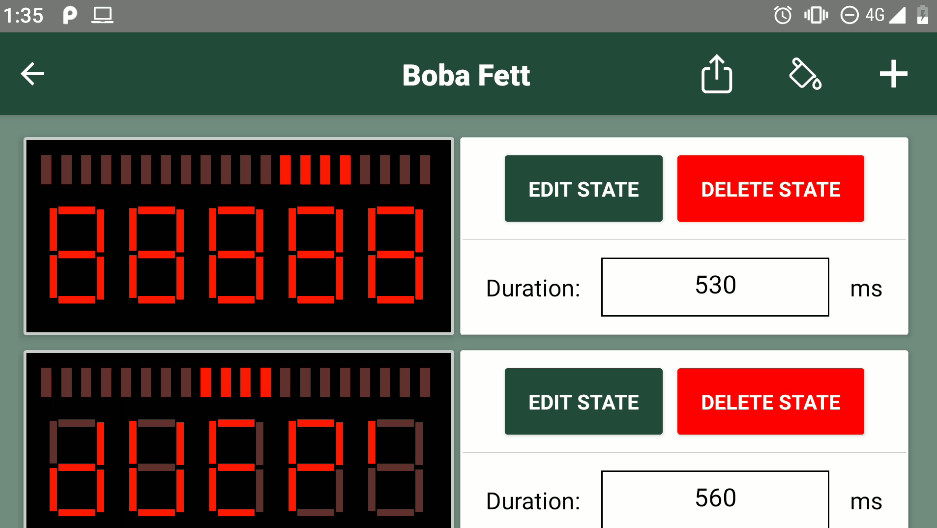 1:35
4G
Boba Fett
88888
EDIT STATE
DELETE STATE
Duration:
530
ms
EDIT STATE
DELETE STATE
Duration:
560
ms